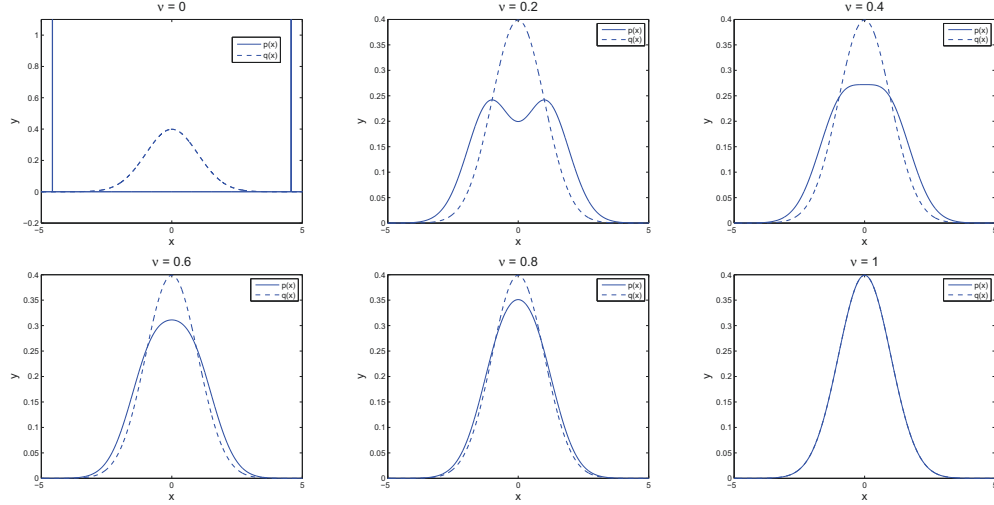 ν = 0
1
0.8
0.6
0.4
0.2
0
−0.2
−5
0
5
x
y
p(x)
q(x)
ν = 0.2
0.4
0.35
0.3
0.25
0.2
0.15
0.1
0.05
0
−5
0
5
x
y
p(x)
q(x)
ν = 0.4
0.4
0.35
0.3
0.25
0.2
0.15
0.1
0.05
0
−5
0
5
x
y
p(x)
q(x)
ν = 0.6
0.4
0.35
0.3
0.25
0.2
0.15
0.1
0.05
0
−5
0
5
x
y
p(x)
q(x)
ν = 0.8
0.4
0.35
0.3
0.25
0.2
0.15
0.1
0.05
0
−5
0
5
x
y
p(x)
q(x)
ν = 1
0.4
0.35
0.3
0.25
0.2
0.15
0.1
0.05
0
−5
0
5
x
y
p(x)
q(x)